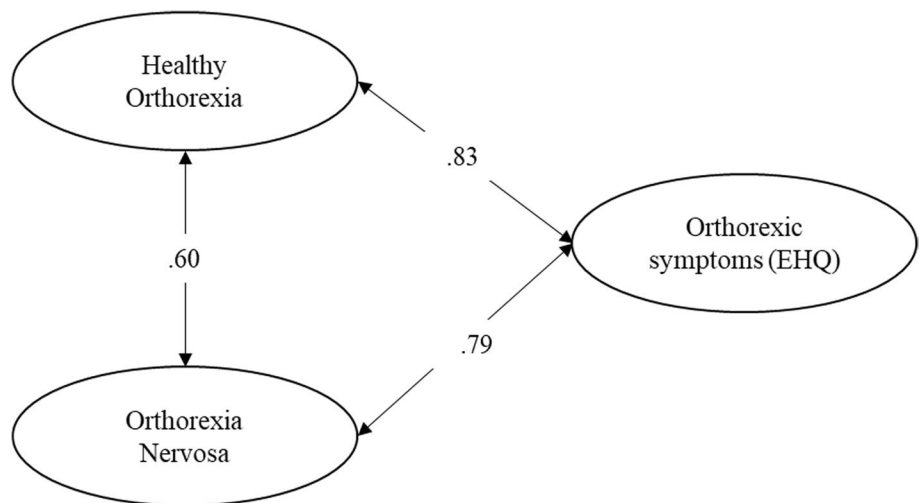 Healthy
Orthorexia
.83
Orthorexic
symptoms (EHQ)
.60
.79
Orthorexia
Nervosa